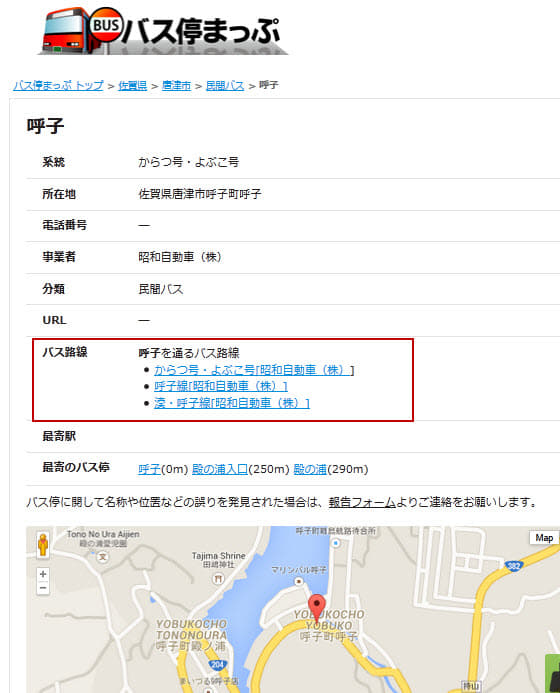 BUS バス停まっぷ
バス停まっぷ トップ > 佐賀県 > 唐津市 > 民間バス > 呼子
呼子
系統 からつ号・よぶこ号
所在地 佐賀県唐津市呼子町呼子
電話番号 —
事業者 昭和自動車（株）
分類 民間バス
URL —
バス路線 呼子を通るバス路線
• からつ号・よぶこ号[昭和自動車（株）]
• 呼子線[昭和自動車（株）]
• 湊・呼子線[昭和自動車（株）]
最寄駅
最寄のバス停 呼子(0m) 殿の浦入口(250m) 殿の浦(290m)
バス停に関して名称や位置などの誤りを発見された場合は、報告フォームよりご連絡をお願いします。
Tono No Ura Aijien
殿の浦愛児園
呼子町離島航路待合所
Map
Tajima Shrine
田嶋神社
マリンパル呼子
382
+
−
YOBUKOCHO
TONONOURA
呼子町殿ノ浦
YOBUKOCHO
YOBUKO
呼子町呼子
204
まいづる9呼子店
持山